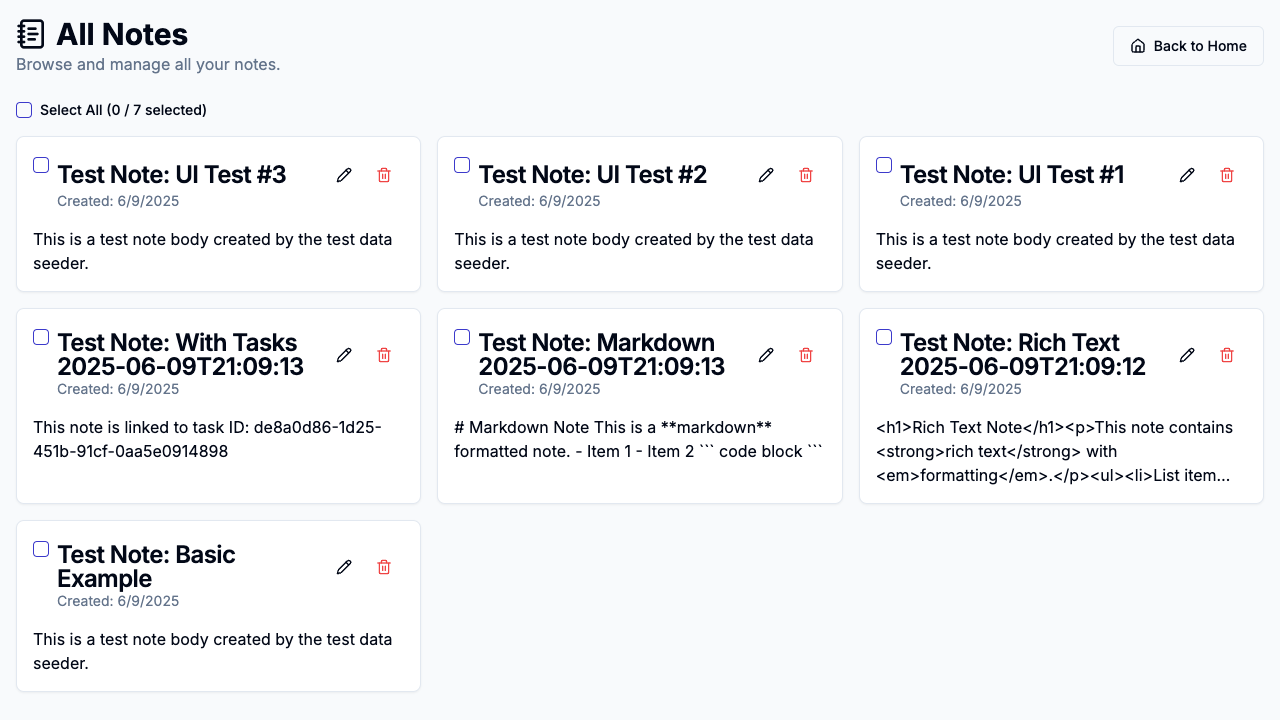 All Notes
Browse and manage all your notes.
Back to Home
Select All (0 / 7 selected)
Test Note: UI Test #3
Created: 6/9/2025
This is a test note body created by the test data
seeder.
Test Note: UI Test #2
Created: 6/9/2025
This is a test note body created by the test data
seeder.
Test Note: UI Test #1
Created: 6/9/2025
This is a test note body created by the test data
seeder.
Test Note: With Tasks
2025-06-09T21:09:13
Created: 6/9/2025
This note is linked to task ID: de8a0d86-1d25-
451b-91cf-0aa5e0914898
Test Note: Markdown
2025-06-09T21:09:13
Created: 6/9/2025
# Markdown Note This is a **markdown**
formatted note. - Item 1 - Item 2 ``` code block ```
Test Note: Rich Text
2025-06-09T21:09:12
Created: 6/9/2025
<h1>Rich Text Note</h1><p>This note contains
<strong>rich text</strong> with
<em>formatting</em>.</p><ul><li>List item...
Test Note: Basic
Example
Created: 6/9/2025
This is a test note body created by the test data
seeder.